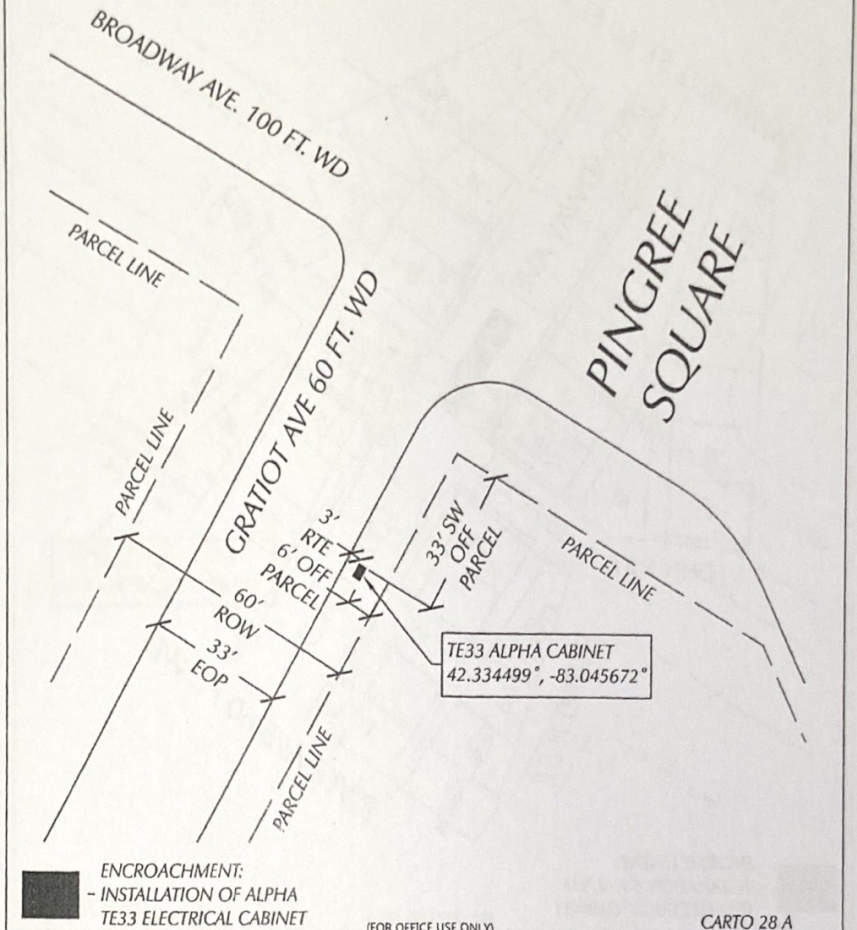 BROADWAY AVE. 100 FT. WD
PARCEL LINE
PINGREE
SQUARE
GRATIOT AVE 60 FT. WD
PARCEL LINE
3'
RTE
6' OFF
PARCEL
33' SW
OFF
PARCEL
PARCEL LINE
60'
ROW
33'
EOP
TE33 ALPHA CABINET
42.334499°, -83.045672°
PARCEL LINE
ENCROACHMENT:
- INSTALLATION OF ALPHA
TE33 ELECTRICAL CABINET
(FOR OFFICE USE ONLY)
CARTO 28 A